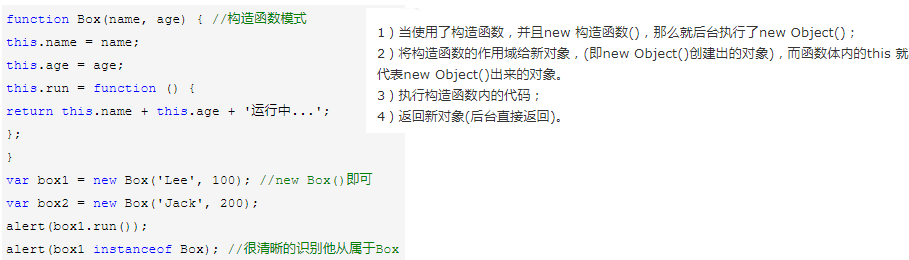 function Box(name, age) { //构造函数模式
this.name = name;
this.age = age;
this.run = function () {
return this.name + this.age + '运行中...';
};
}
var box1 = new Box('Lee', 100); //new Box()即可
var box2 = new Box('Jack', 200);
alert(box1.run());
alert(box1 instanceof Box); //很清晰的识别他从属于Box
1）当使用了构造函数，并且new 构造函数()，那么就后台执行了new Object()；
2）将构造函数的作用域给新对象，(即new Object()创建出的对象)，而函数体内的this 就
代表new Object()出来的对象。
3）执行构造函数内的代码；
4）返回新对象(后台直接返回)。